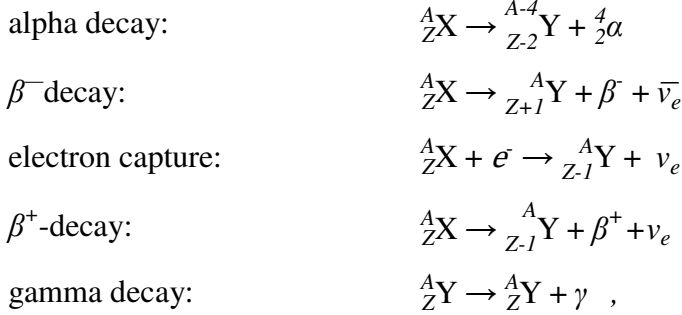 alpha decay: ᴬ_ZX → ᴬ⁻⁴_Z-2Y + ⁴₂α
β⁻ decay: ᴬ_ZX → ᴬ_Z+1Y + β⁻ + ν̅ₑ
electron capture: ᴬ_ZX + e⁻ → ᴬ_Z-1Y + νₑ
β⁺-decay: ᴬ_ZX → ᴬ_Z-1Y + β⁺ +νₑ
gamma decay: ᴬ_ZY → ᴬ_ZY + γ ,